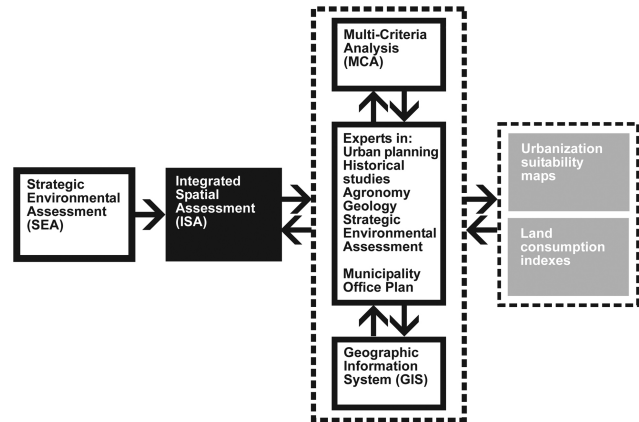 Strategic
Environmental
Assessment
(SEA)
Integrated
Spatial
Assessment
(ISA)
Multi-Criteria
Analysis
(MCA)
Experts in:
Urban planning
Historical
studies
Agronomy
Geology
Strategic
Environmental
Assessment
Municipality
Office Plan
Geographic
Information
System (GIS)
Urbanization
suitability
maps
Land
consumption
indexes